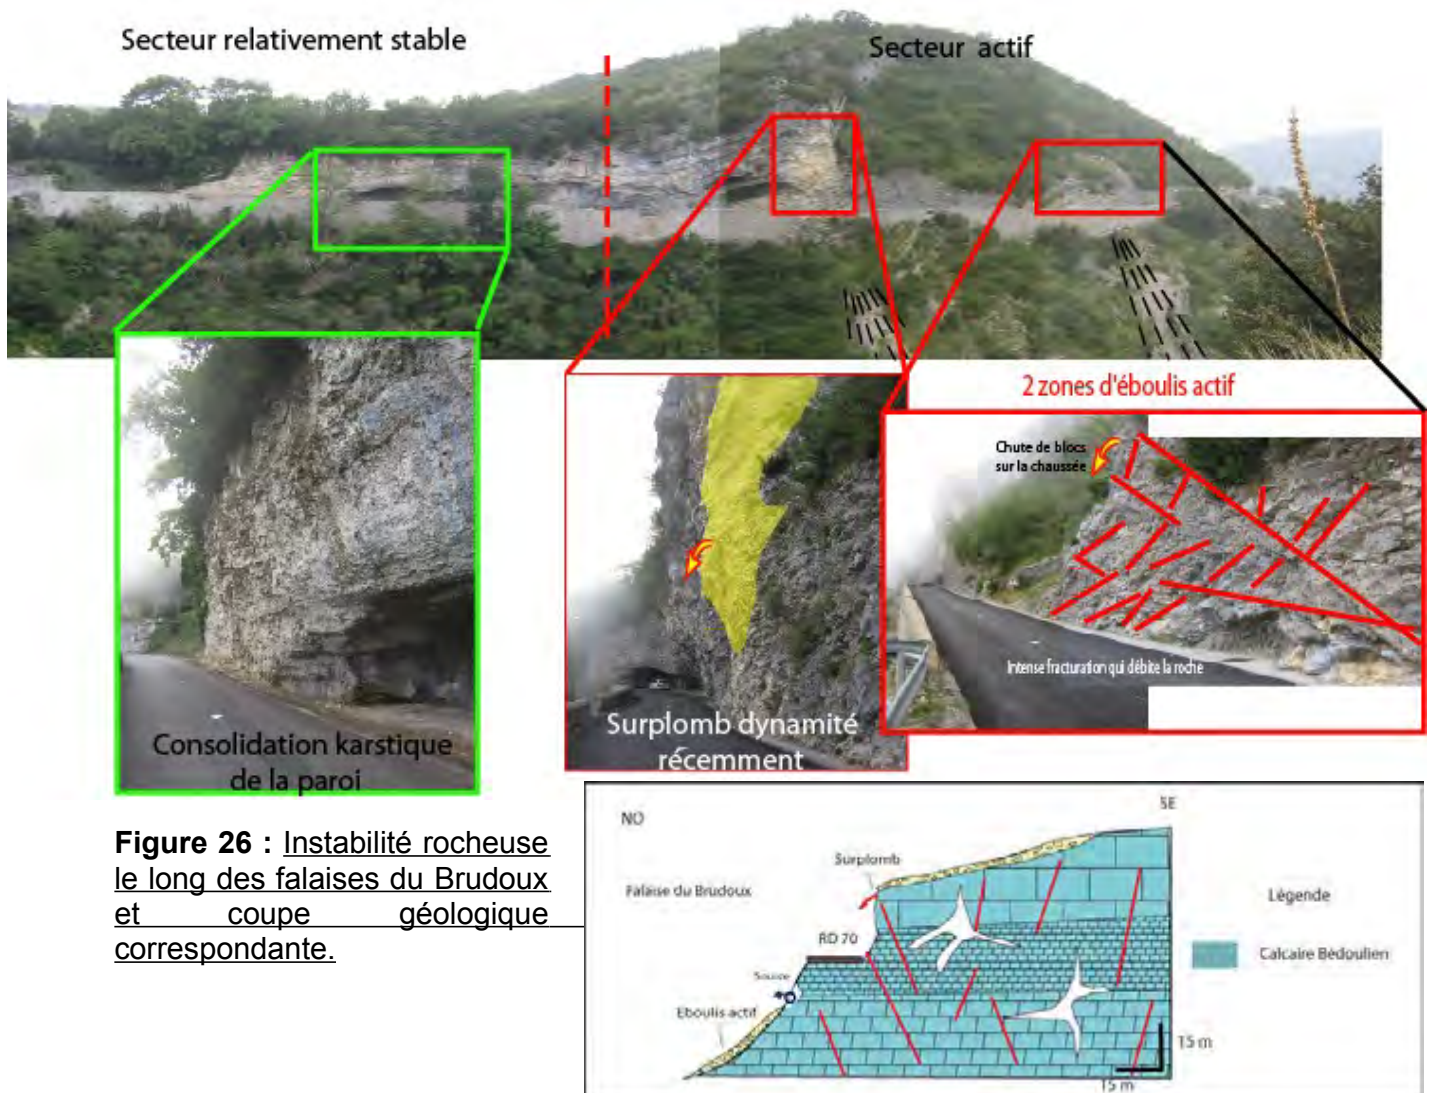 Secteur relativement stable
Secteur actif
2 zones d'éboulis actif
Chute de blocs
sur la chaussée
Intense fracturation qui débite la roche
Surplomb dynamité
récemment
Consolidation karstique
de la paroi
Figure 26 : Instabilité rocheuse
le long des falaises du Brudoux
et coupe géologique
correspondante.
NO
SE
Surplomb
Falaise du Brudoux
RD 70
Source
Eboulis actif
15 m
15 m
Légende
Calcaire Bédoulien